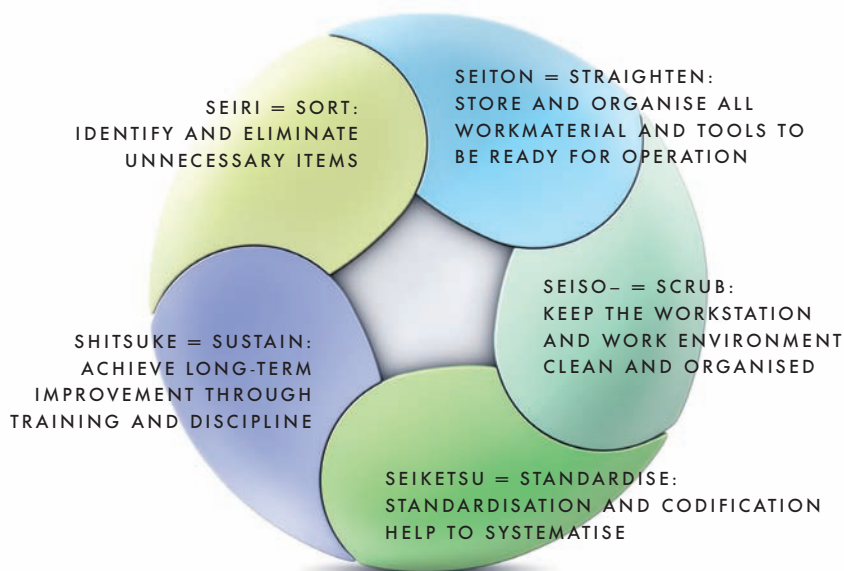 SEIRI = SORT:
IDENTIFY AND ELIMINATE
UNNECESSARY ITEMS
SEITON = STRAIGHTEN:
STORE AND ORGANISE ALL
WORKMATERIAL AND TOOLS TO
BE READY FOR OPERATION
SEISO– = SCRUB:
KEEP THE WORKSTATION
AND WORK ENVIRONMENT
CLEAN AND ORGANISED
SEIKETSU = STANDARDISE:
STANDARDISATION AND CODIFICATION
HELP TO SYSTEMATISE
SHITSUKE = SUSTAIN:
ACHIEVE LONG-TERM
IMPROVEMENT THROUGH
TRAINING AND DISCIPLINE